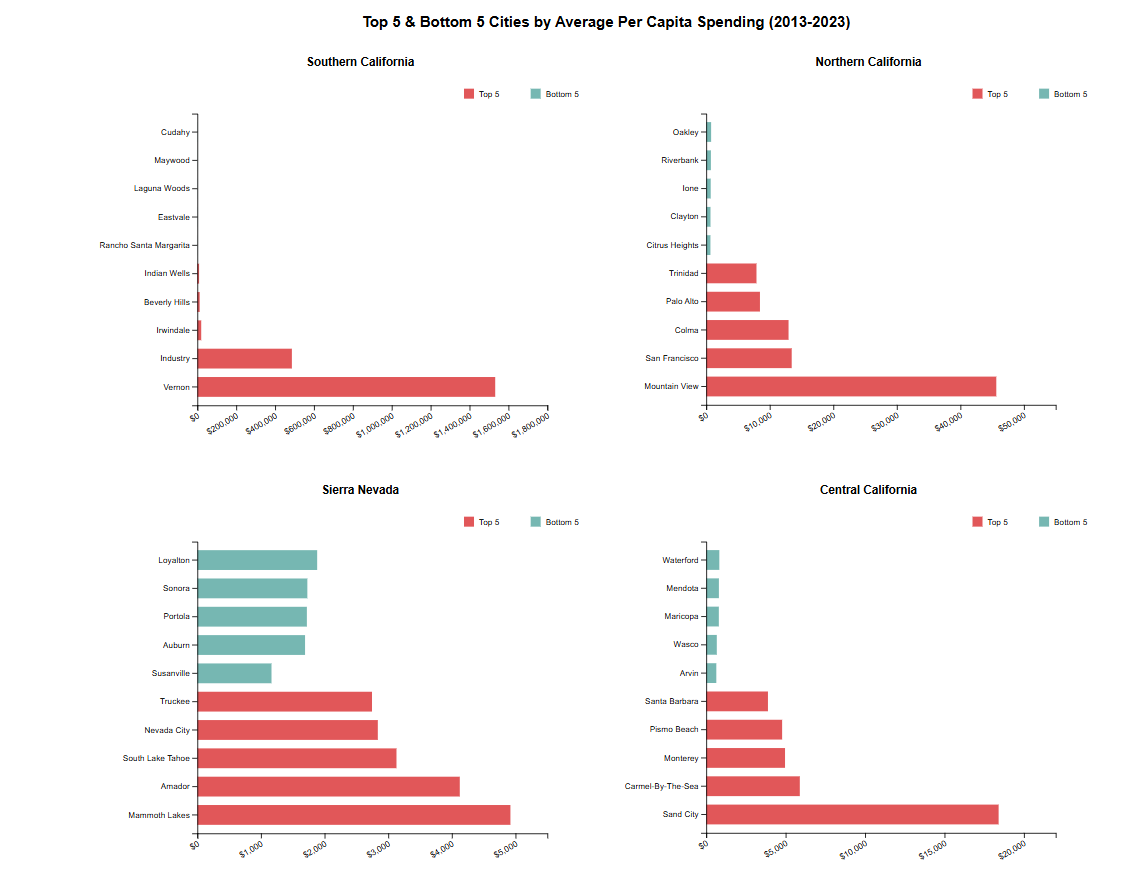 Top 5 & Bottom 5 Cities by Average Per Capita Spending (2013-2023)
Southern California
Top 5
Bottom 5
Cudahy
Maywood
Laguna Woods
Eastvale
Rancho Santa Margarita
Indian Wells
Beverly Hills
Irwindale
Industry
Vernon
$0
$200,000
$400,000
$600,000
$800,000
$1,000,000
$1,200,000
$1,400,000
$1,600,000
$1,800,000
Northern California
Top 5
Bottom 5
Oakley
Riverbank
Ione
Clayton
Citrus Heights
Trinidad
Palo Alto
Colma
San Francisco
Mountain View
$0
$10,000
$20,000
$30,000
$40,000
$50,000
Sierra Nevada
Top 5
Bottom 5
Loyalton
Sonora
Portola
Auburn
Susanville
Truckee
Nevada City
South Lake Tahoe
Amador
Mammoth Lakes
$0
$1,000
$2,000
$3,000
$4,000
$5,000
Central California
Top 5
Bottom 5
Waterford
Mendota
Maricopa
Wasco
Arvin
Santa Barbara
Pismo Beach
Monterey
Carmel-By-The-Sea
Sand City
$0
$5,000
$10,000
$15,000
$20,000